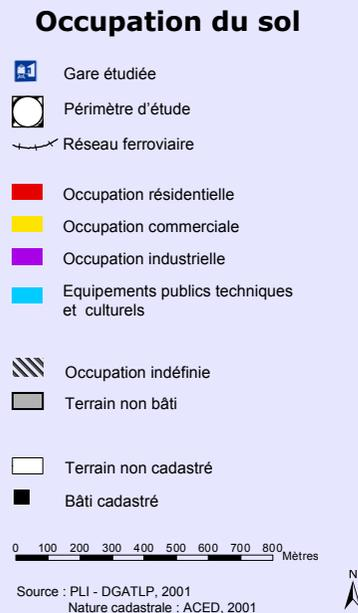 Occupation du sol
Gare étudiée
Périmètre d'étude
Réseau ferroviaire
Occupation résidentielle
Occupation commerciale
Occupation industrielle
Equipements publics techniques
et culturels
Occupation indéfinie
Terrain non bâti
Terrain non cadastré
Bâti cadastré
0 100 200 300 400 500 600 700 800 Mètres
N
Source : PLI - DGATLP, 2001
Nature cadastrale : ACED, 2001